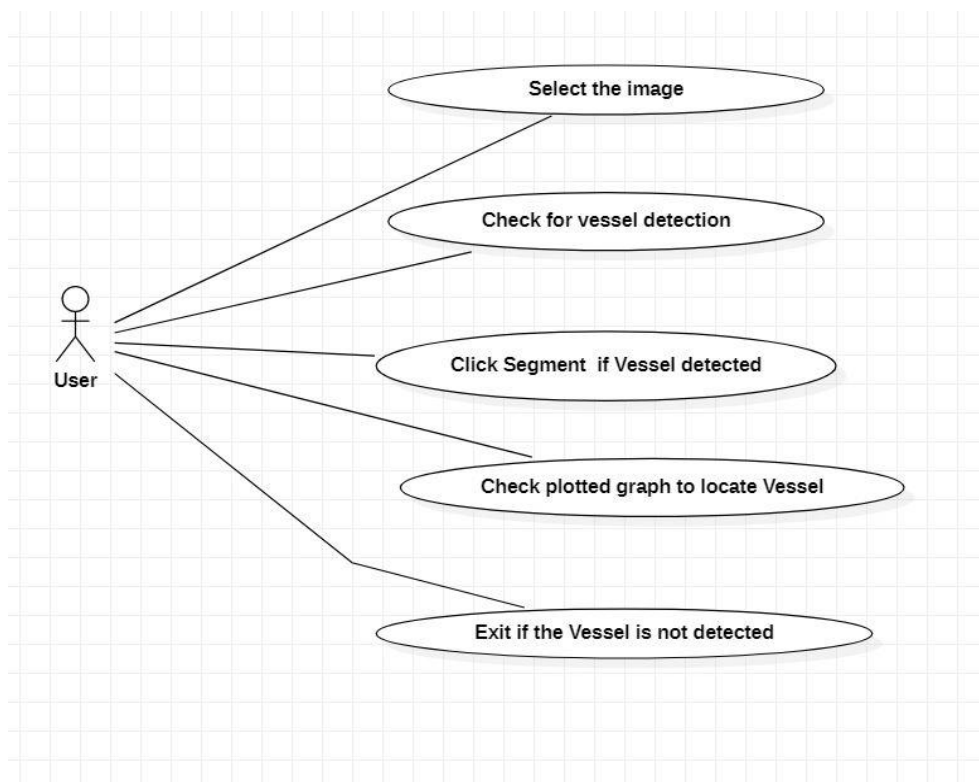 Select the image
Check for vessel detection
Click Segment  if Vessel detected
User
Check plotted graph to locate Vessel
Exit if the Vessel is not detected